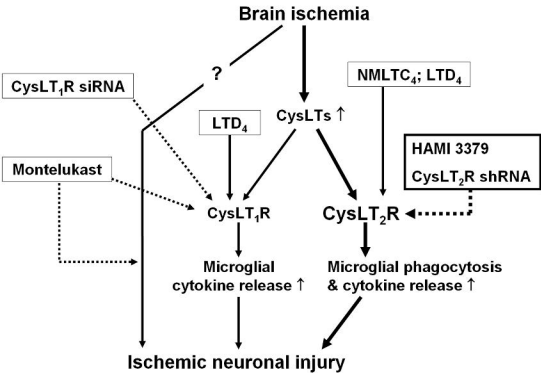 Brain ischemia
?
CysLT₁R siRNA
NMLTC₄; LTD₄
LTD₄
CysLTs ↑
HAMI 3379
CysLT₂R shRNA
Montelukast
CysLT₁R
CysLT₂R
Microglial
cytokine release ↑
Microglial phagocytosis
& cytokine release ↑
Ischemic neuronal injury